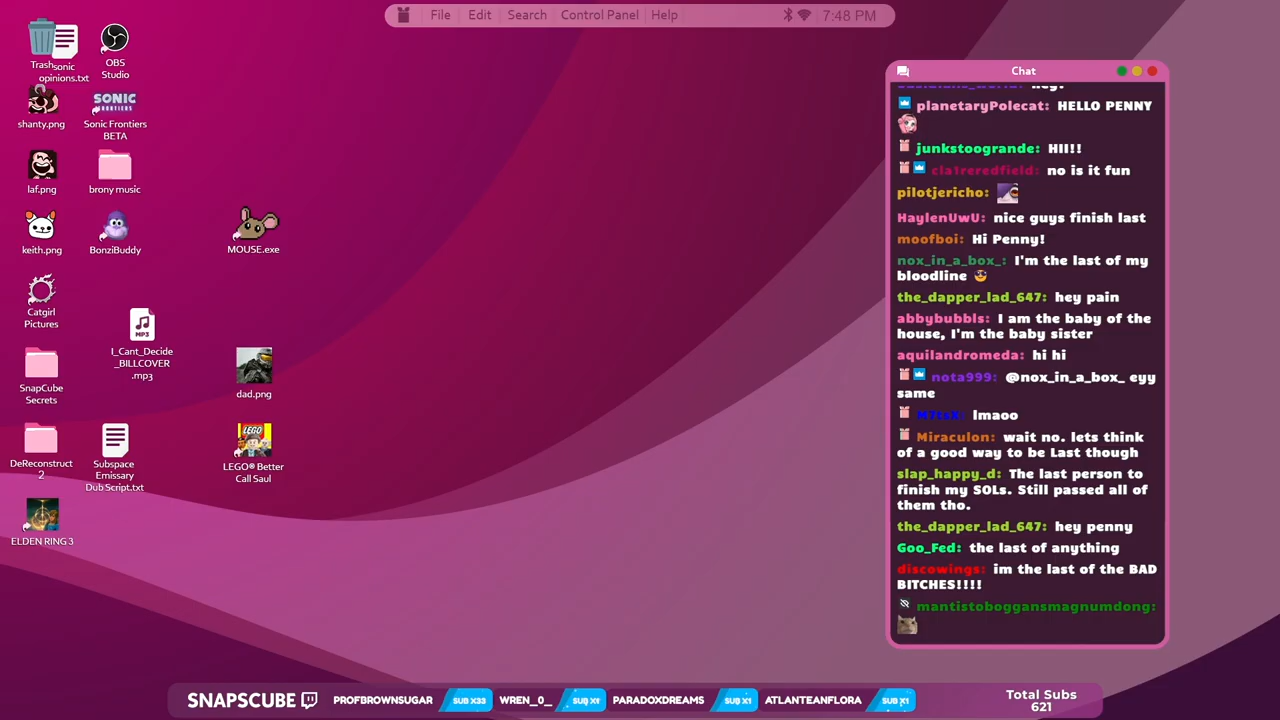 File Edit Search Control Panel Help 7:48 PM
Trash
sonic
opinions.txt
OBS
Studio
shanty.png
SONIC
FRONTIERS
Sonic Frontiers
BETA
laf.png
brony music
keith.png
BonziBuddy
MOUSE.exe
Catgirl
Pictures
MP3
I_Cant_Decide
_BILLCOVER
.mp3
SnapCube
Secrets
dad.png
DeReconstruct
2
Subspace
Emissary
Dub Script.txt
LEGO
LEGO® Better
Call Saul
ELDEN RING 3
Chat
hey!
planetaryPolecat: HELLO PENNY
junkstoogrande: HII!!
cla1reredfield: no is it fun
pilotjericho:
HaylenUwU: nice guys finish last
moofboi: Hi Penny!
nox_in_a_box_: I'm the last of my
bloodline
the_dapper_lad_647: hey pain
abbybubbls: I am the baby of the
house, I'm the baby sister
aquilandromeda: hi hi
nota999: @nox_in_a_box_ eyy
same
lmaoo
Miraculon: wait no. lets think
of a good way to be Last though
slap_happy_d: The last person to
finish my SOLs. Still passed all of
them tho.
the_dapper_lad_647: hey penny
Goo_Fed: the last of anything
discowings: im the last of the BAD
BITCHES!!!!
mantistoboggansmagnumdong:
SNAPSCUBE PROFBROWNSUGAR SUB X33 WREN_0_ PARADOXDREAMS SUB X1 ATLANTEANFLORA SUB X1
Total Subs
621